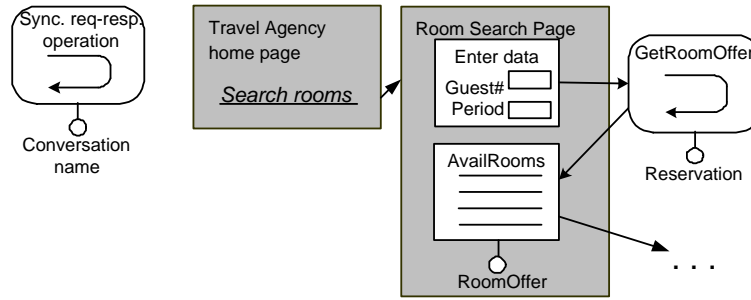 Sync. req-resp.
operation
Conversation
name
Travel Agency
home page
Search rooms
Room Search Page
Enter data
Guest#
Period
AvailRooms
RoomOffer
GetRoomOffer
Reservation
. . .